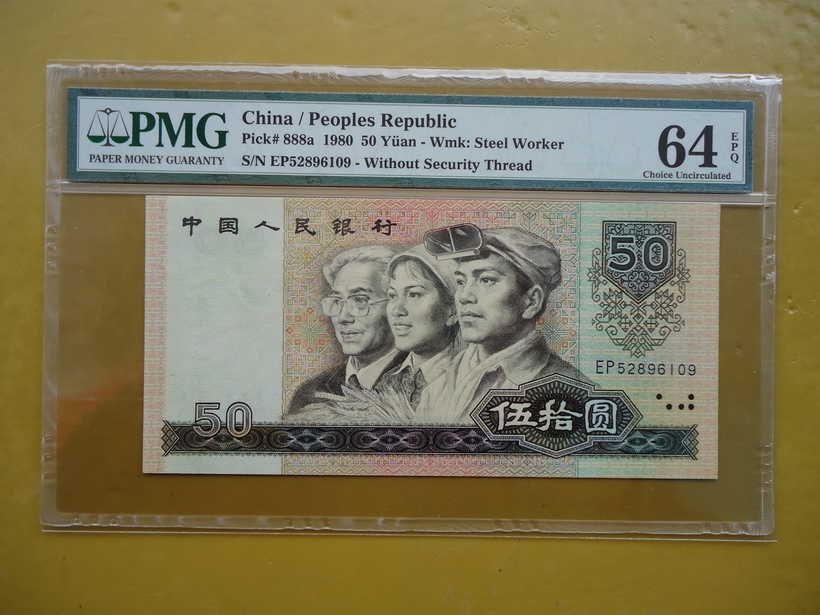 PMG
PAPER MONEY GUARANTY
China / Peoples Republic
Pick# 888a 1980 50 Yüan - Wmk: Steel Worker
S/N EP52896109 - Without Security Thread
64
EPQ
Choice Uncirculated
中国人民银行
50
EP52896109
50
伍拾圆